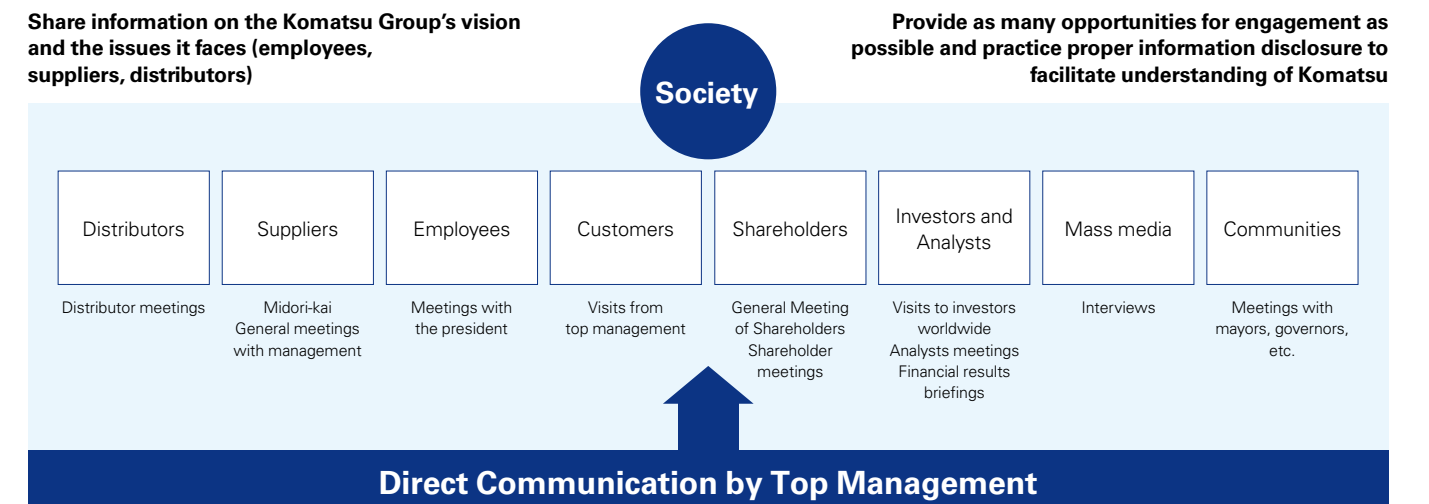 Share information on the Komatsu Group’s vision
and the issues it faces (employees,
suppliers, distributors)
Provide as many opportunities for engagement as
possible and practice proper information disclosure to
facilitate understanding of Komatsu
Society
Distributors
Distributor meetings
Suppliers
Midori-kai
General meetings
with management
Employees
Meetings with
the president
Customers
Visits from
top management
Shareholders
General Meeting
of Shareholders
Shareholder
meetings
Investors and
Analysts
Visits to investors
worldwide
Analysts meetings
Financial results
briefings
Mass media
Interviews
Communities
Meetings with
mayors, governors,
etc.
Direct Communication by Top Management